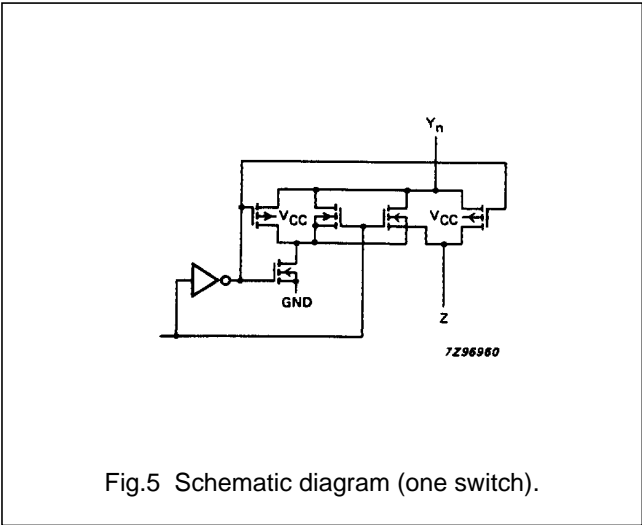 Yn
VCC
VCC
GND
Z
7Z96960
Fig.5 Schematic diagram (one switch).